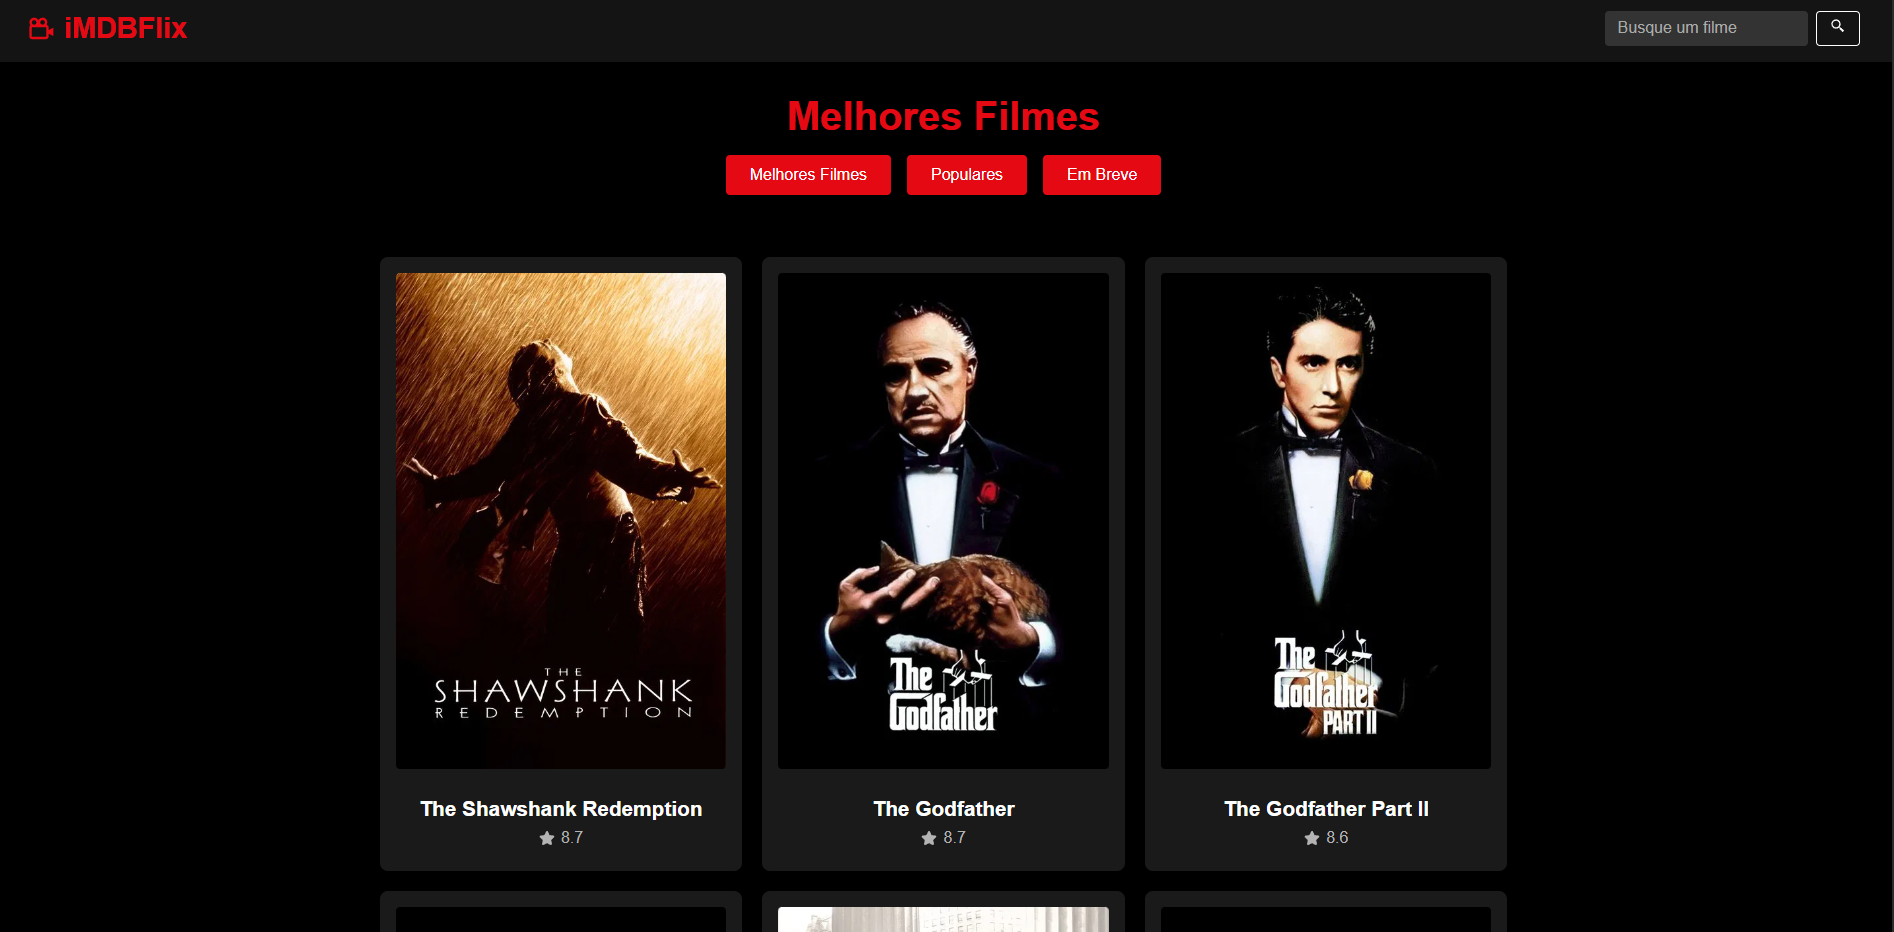 iMDBFlix
Busque um filme
Melhores Filmes
Melhores Filmes
Populares
Em Breve
THE
SHAWSHANK
REDEMPTION
The
Godfather
The
Godfather
PART II
The Shawshank Redemption
8.7
The Godfather
8.7
The Godfather Part II
8.6